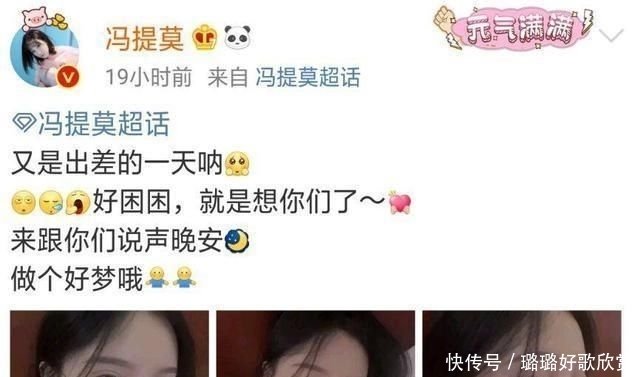 冯提莫
元气满满
19小时前 来自 冯提莫超话
冯提莫超话
又是出差的一天呐
好困困，就是想你们了～
来跟你们说声晚安
做个好梦哦
快传号／璐璐好歌欣赏